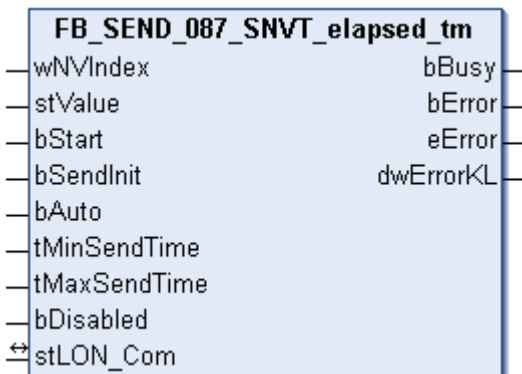 FB_SEND_087_SNVT_elapsed_tm
wNVIndex bBusy
stValue bError
bStart eError
bSendInit dwErrorKL
bAuto
tMinSendTime
tMaxSendTime
bDisabled
stLON_Com